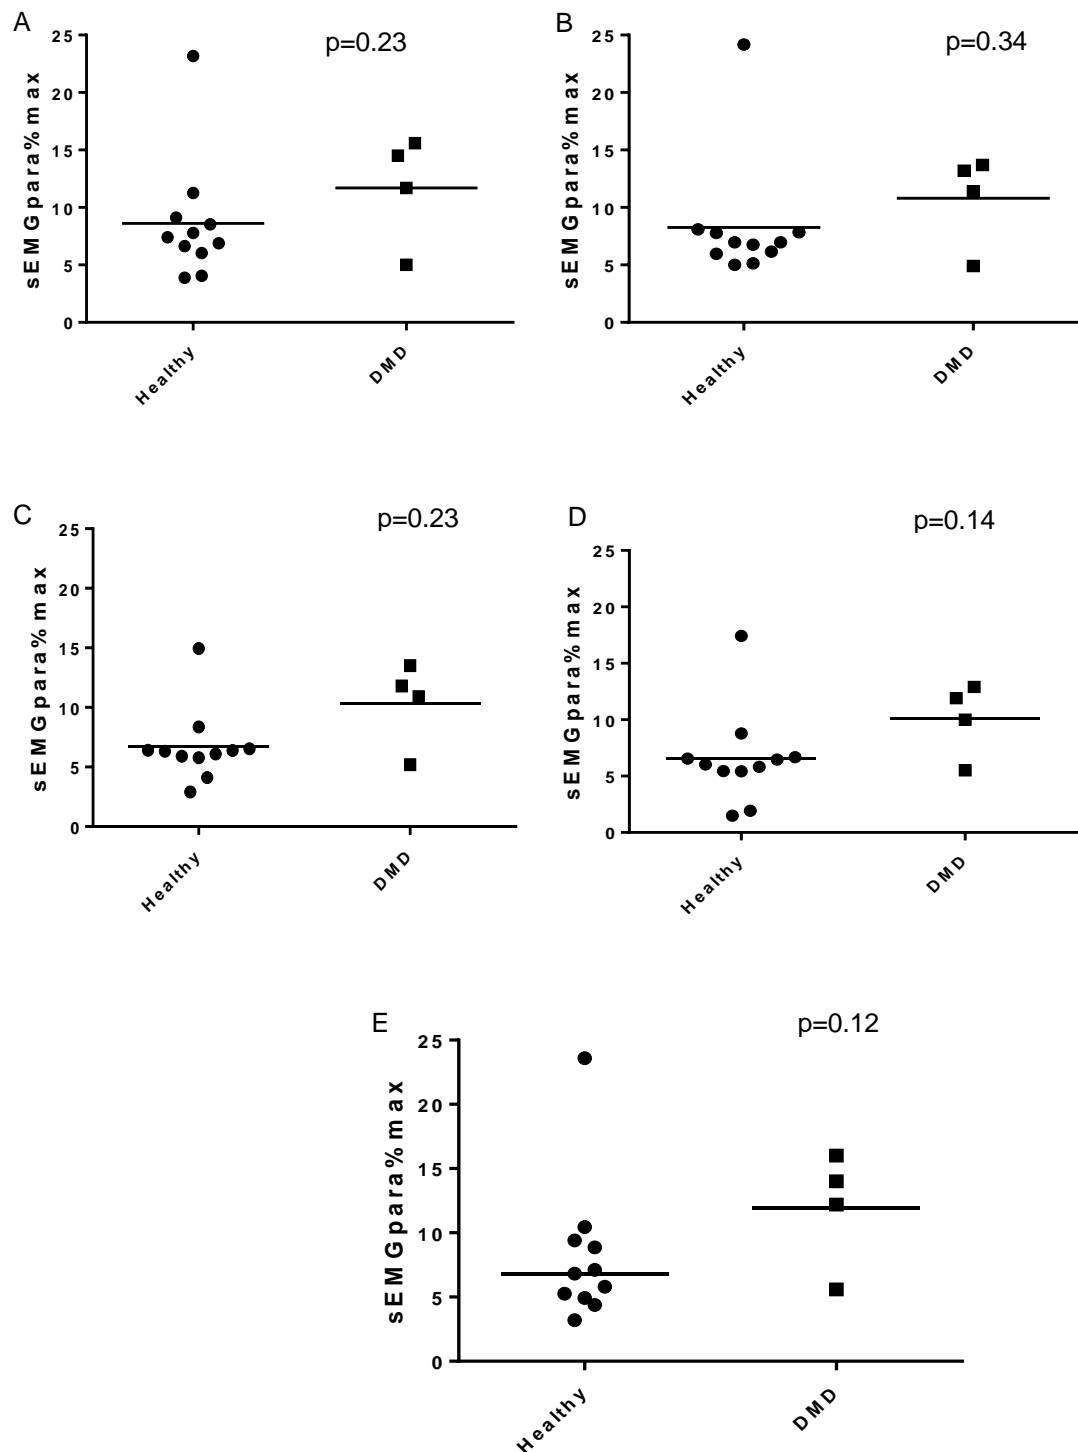 A
p=0.23
sEMGpara%max
25
20
15
10
5
0
Healthy
DMD
B
p=0.34
sEMGpara%max
25
20
15
10
5
0
Healthy
DMD
C
p=0.23
sEMGpara%max
25
20
15
10
5
0
Healthy
DMD
D
p=0.14
sEMGpara%max
25
20
15
10
5
0
Healthy
DMD
E
p=0.12
sEMGpara%max
25
20
15
10
5
0
Healthy
DMD